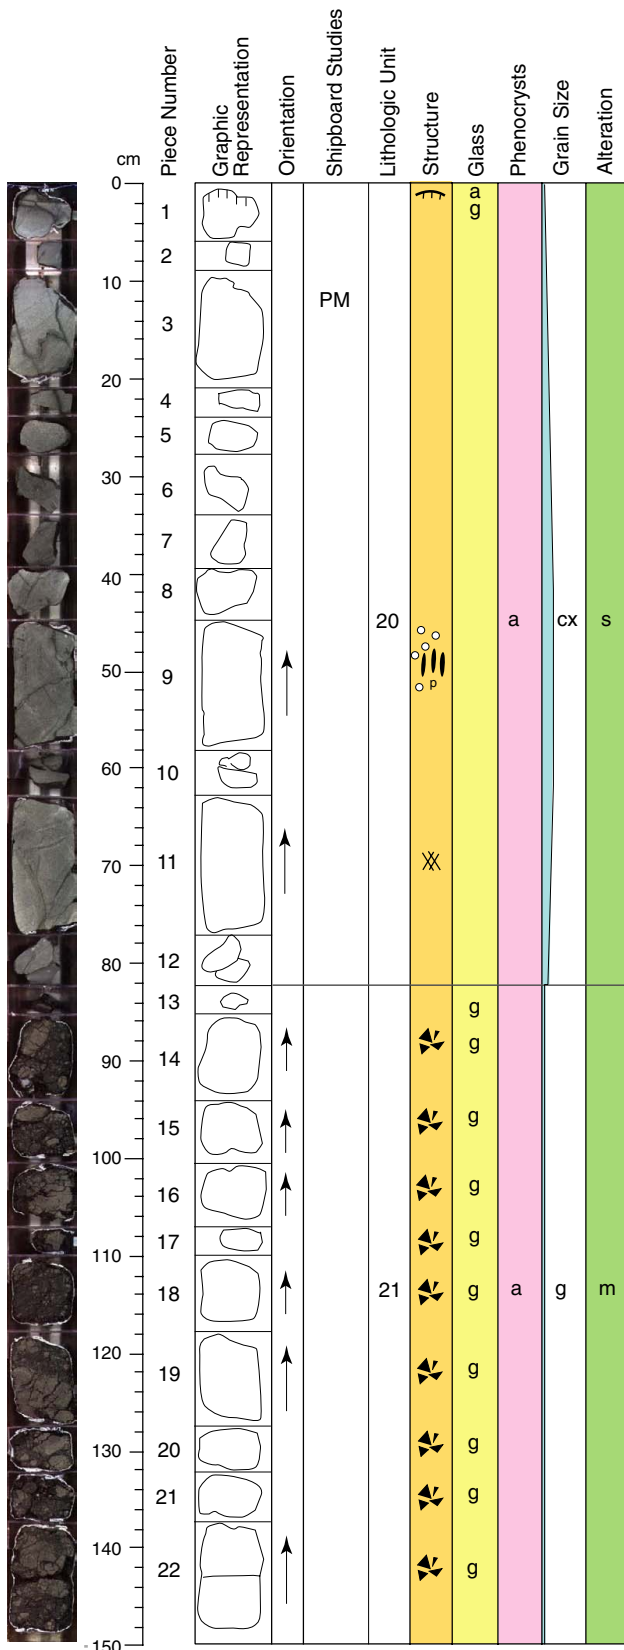 cm
Piece Number
Graphic
Representation
Orientation
Shipboard Studies
Lithologic Unit
Structure
Glass
Phenocrysts
Grain Size
Alteration
0
1
a
g
2
10
3
PM
20
4
5
30
6
7
40
8
20
a
cx
s
50
9
p
60
10
70
11
80
12
13
g
90
14
g
15
g
100
16
g
17
g
110
18
21
g
a
g
m
120
19
g
130
20
g
21
g
140
22
g
150